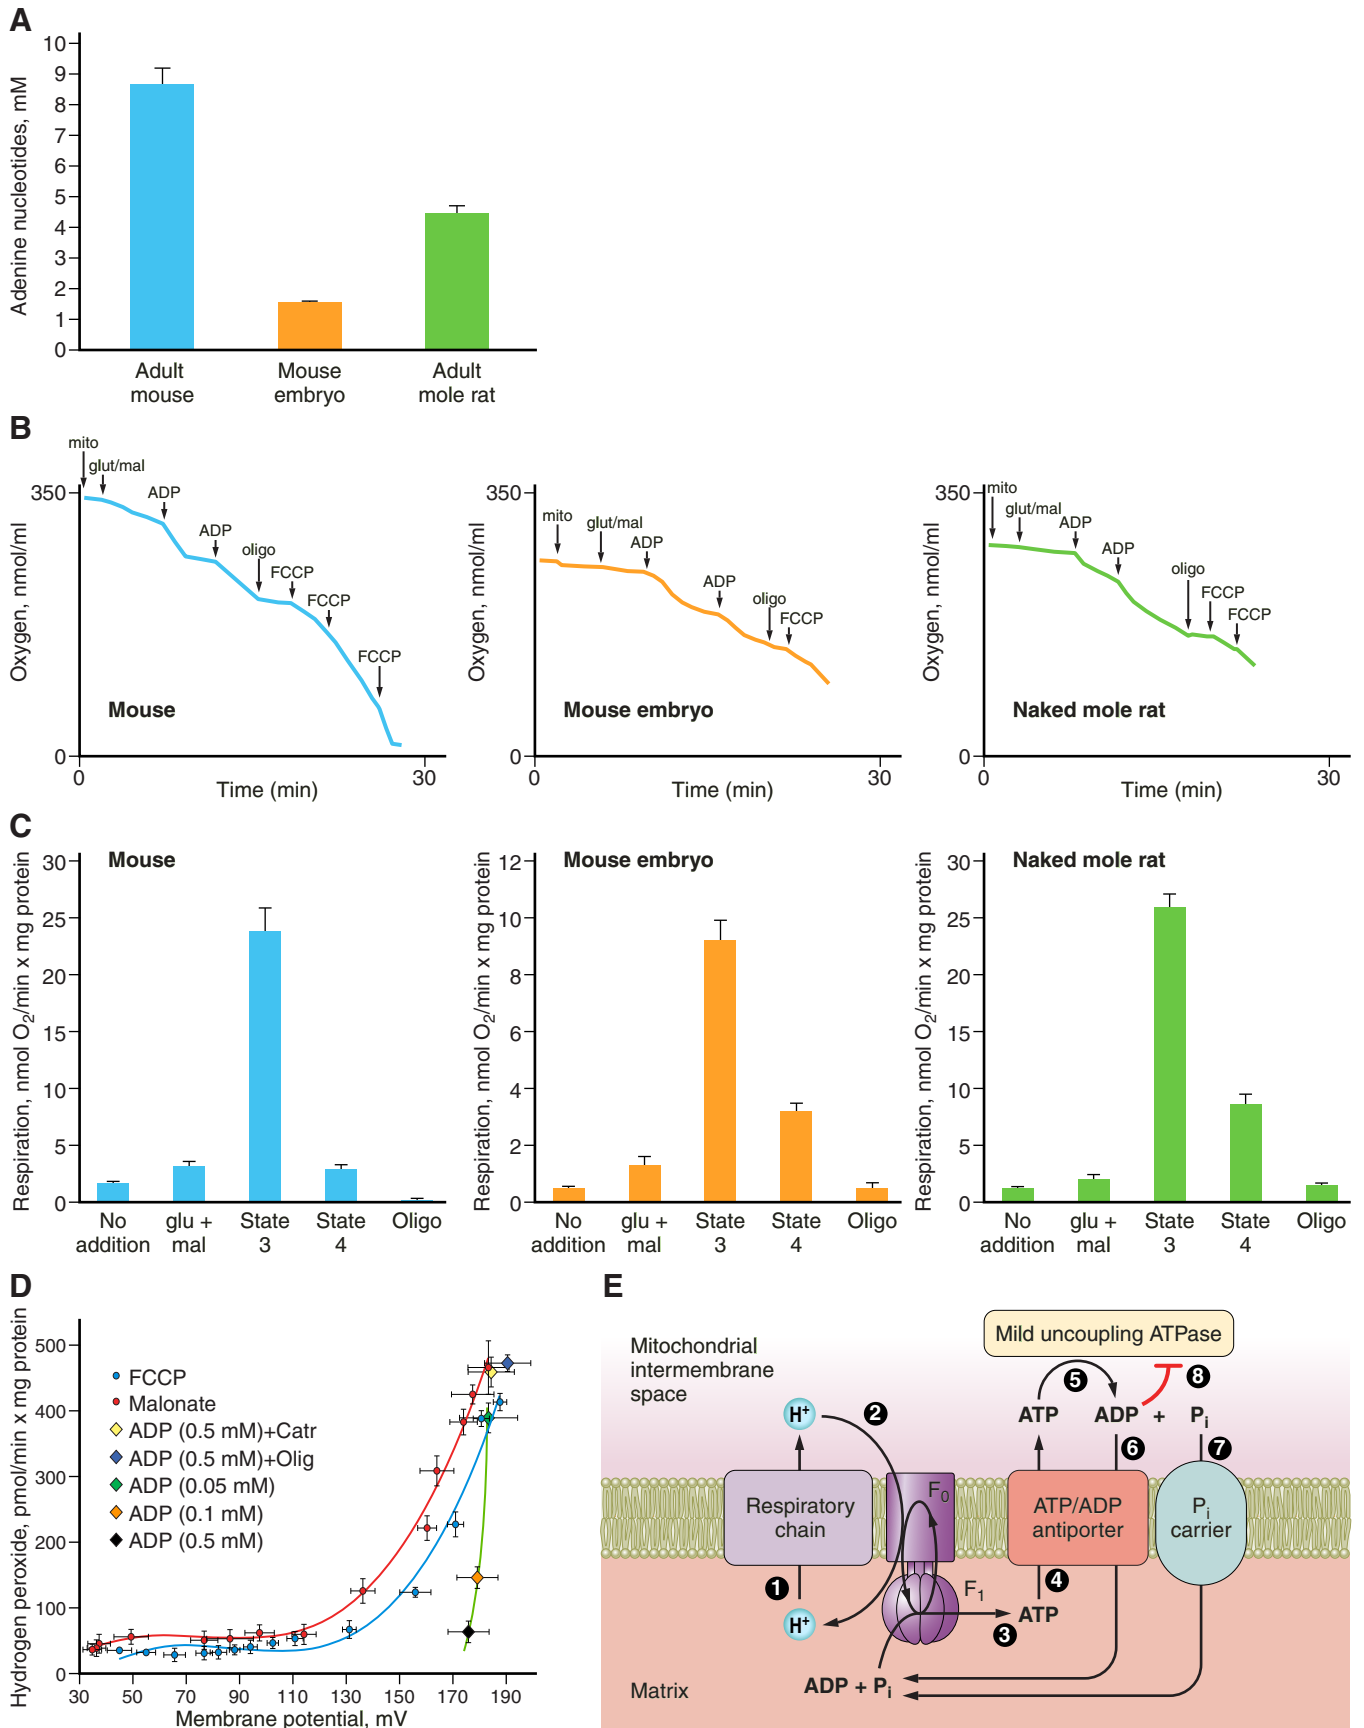 A
Adenine nucleotides, mM
10
9
8
7
6
5
4
3
2
1
0
Adult
mouse
Mouse
embryo
Adult
mole rat
B
Oxygen, nmol/ml
350
0
mito
glut/mal
ADP
ADP
oligo
FCCP
FCCP
FCCP
Mouse
0
30
Time (min)
Oxygen, nmol/ml
350
0
mito
glut/mal
ADP
ADP
oligo
FCCP
Mouse embryo
0
30
Time (min)
Oxygen, nmol/ml
350
0
mito
glut/mal
ADP
ADP
oligo
FCCP
FCCP
Naked mole rat
0
30
Time (min)
C
Respiration, nmol O2/min x mg protein
Mouse
30
25
20
15
10
5
0
No
addition
glu +
mal
State
3
State
4
Oligo
Respiration, nmol O2/min x mg protein
Mouse embryo
12
10
8
6
4
2
0
No
addition
glu +
mal
State
3
State
4
Oligo
Respiration, nmol O2/min x mg protein
Naked mole rat
30
25
20
15
10
5
0
No
addition
glu +
mal
State
3
State
4
Oligo
D
Hydrogen peroxide, pmol/min x mg protein
500
400
300
200
100
0
FCCP
Malonate
ADP (0.5 mM)+Catr
ADP (0.5 mM)+Olig
ADP (0.05 mM)
ADP (0.1 mM)
ADP (0.5 mM)
30 50 70 90 110 130 150 170 190
Membrane potential, mV
E
Mitochondrial
intermembrane
space
Mild uncoupling ATPase
5
8
H+
2
ATP
ADP + Pi
6
7
Respiratory
chain
F0
ATP/ADP
antiporter
Pi
carrier
1
F1
4
H+
ATP
3
ADP + Pi
Matrix